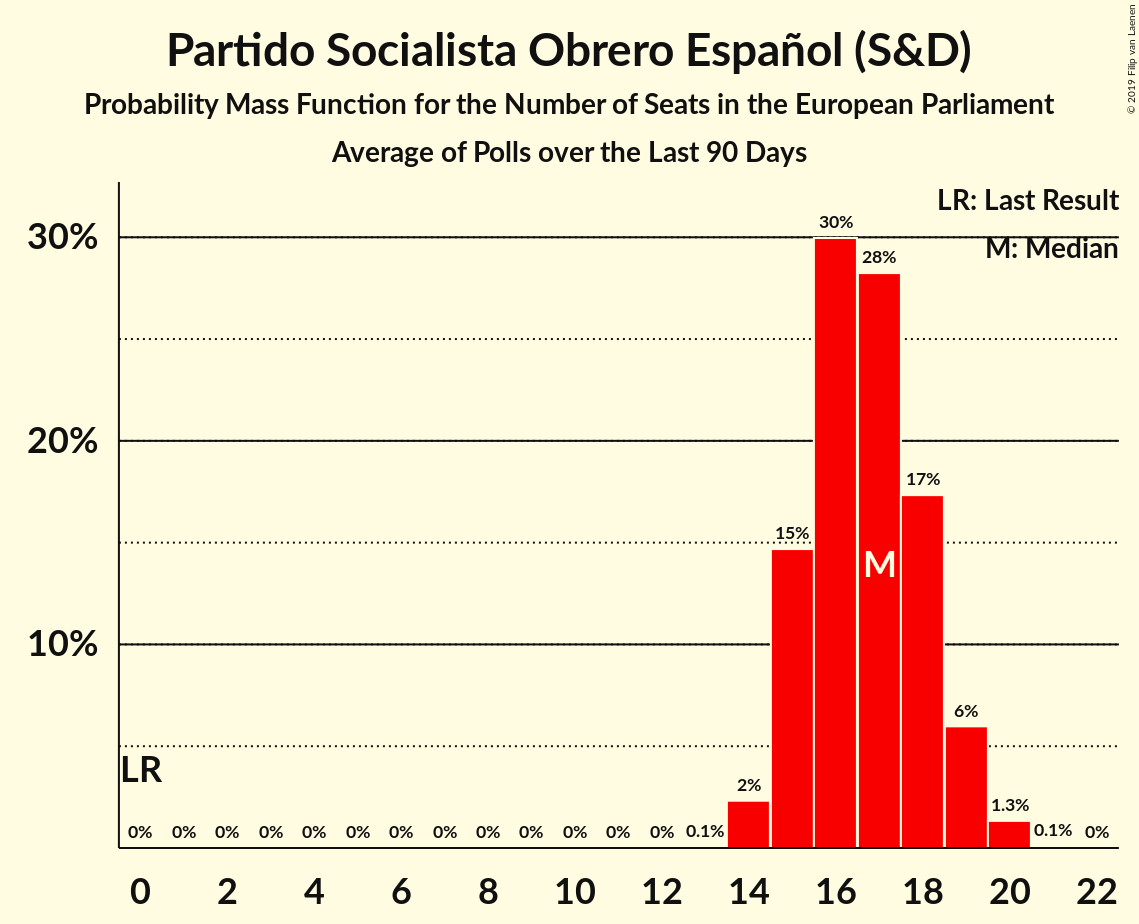 Partido Socialista Obrero Español (S&D)
Probability Mass Function for the Number of Seats in the European Parliament
Average of Polls over the Last 90 Days
© 2019 Filip van Laenen
LR: Last Result
M: Median
30%
20%
10%
30%
28%
17%
15%
M
6%
LR
2%
1.3%
0% 0% 0% 0% 0% 0% 0% 0% 0% 0% 0% 0% 0% 0.1% 0.1% 0%
0 2 4 6 8 10 12 14 16 18 20 22